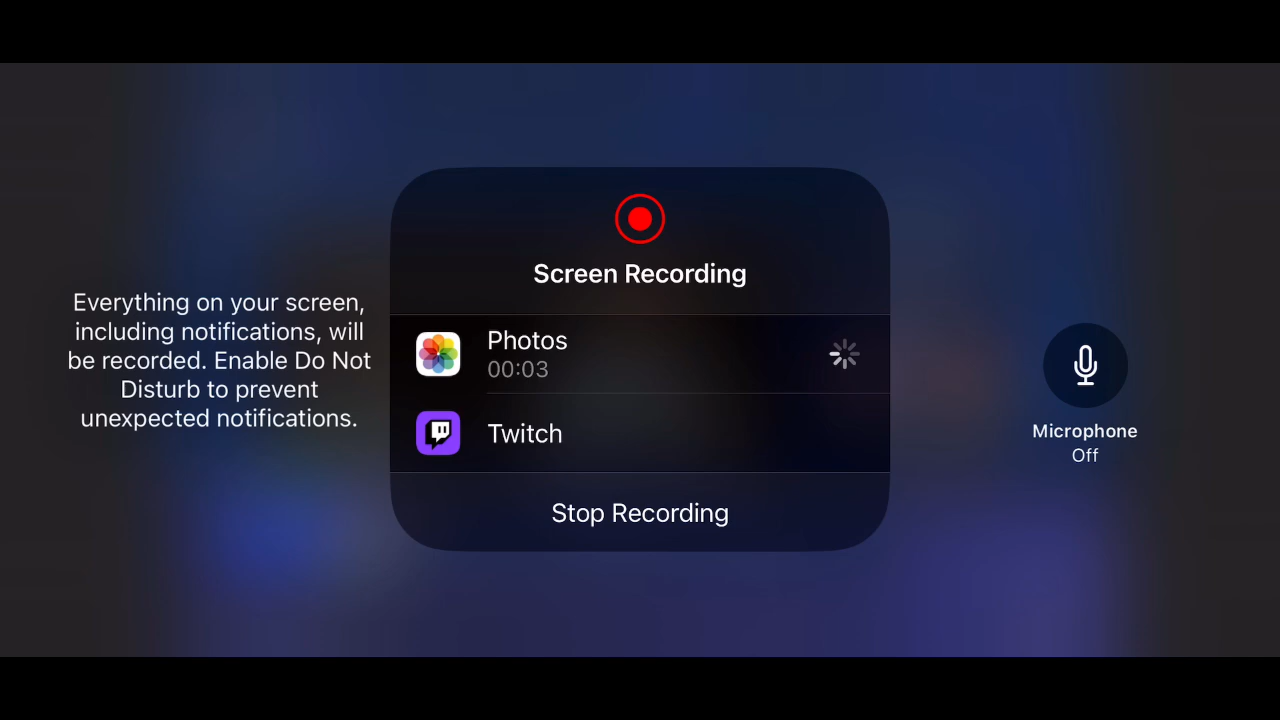 Everything on your screen,
including notifications, will
be recorded. Enable Do Not
Disturb to prevent
unexpected notifications.
Screen Recording
Photos
00:03
Twitch
Stop Recording
Microphone
Off